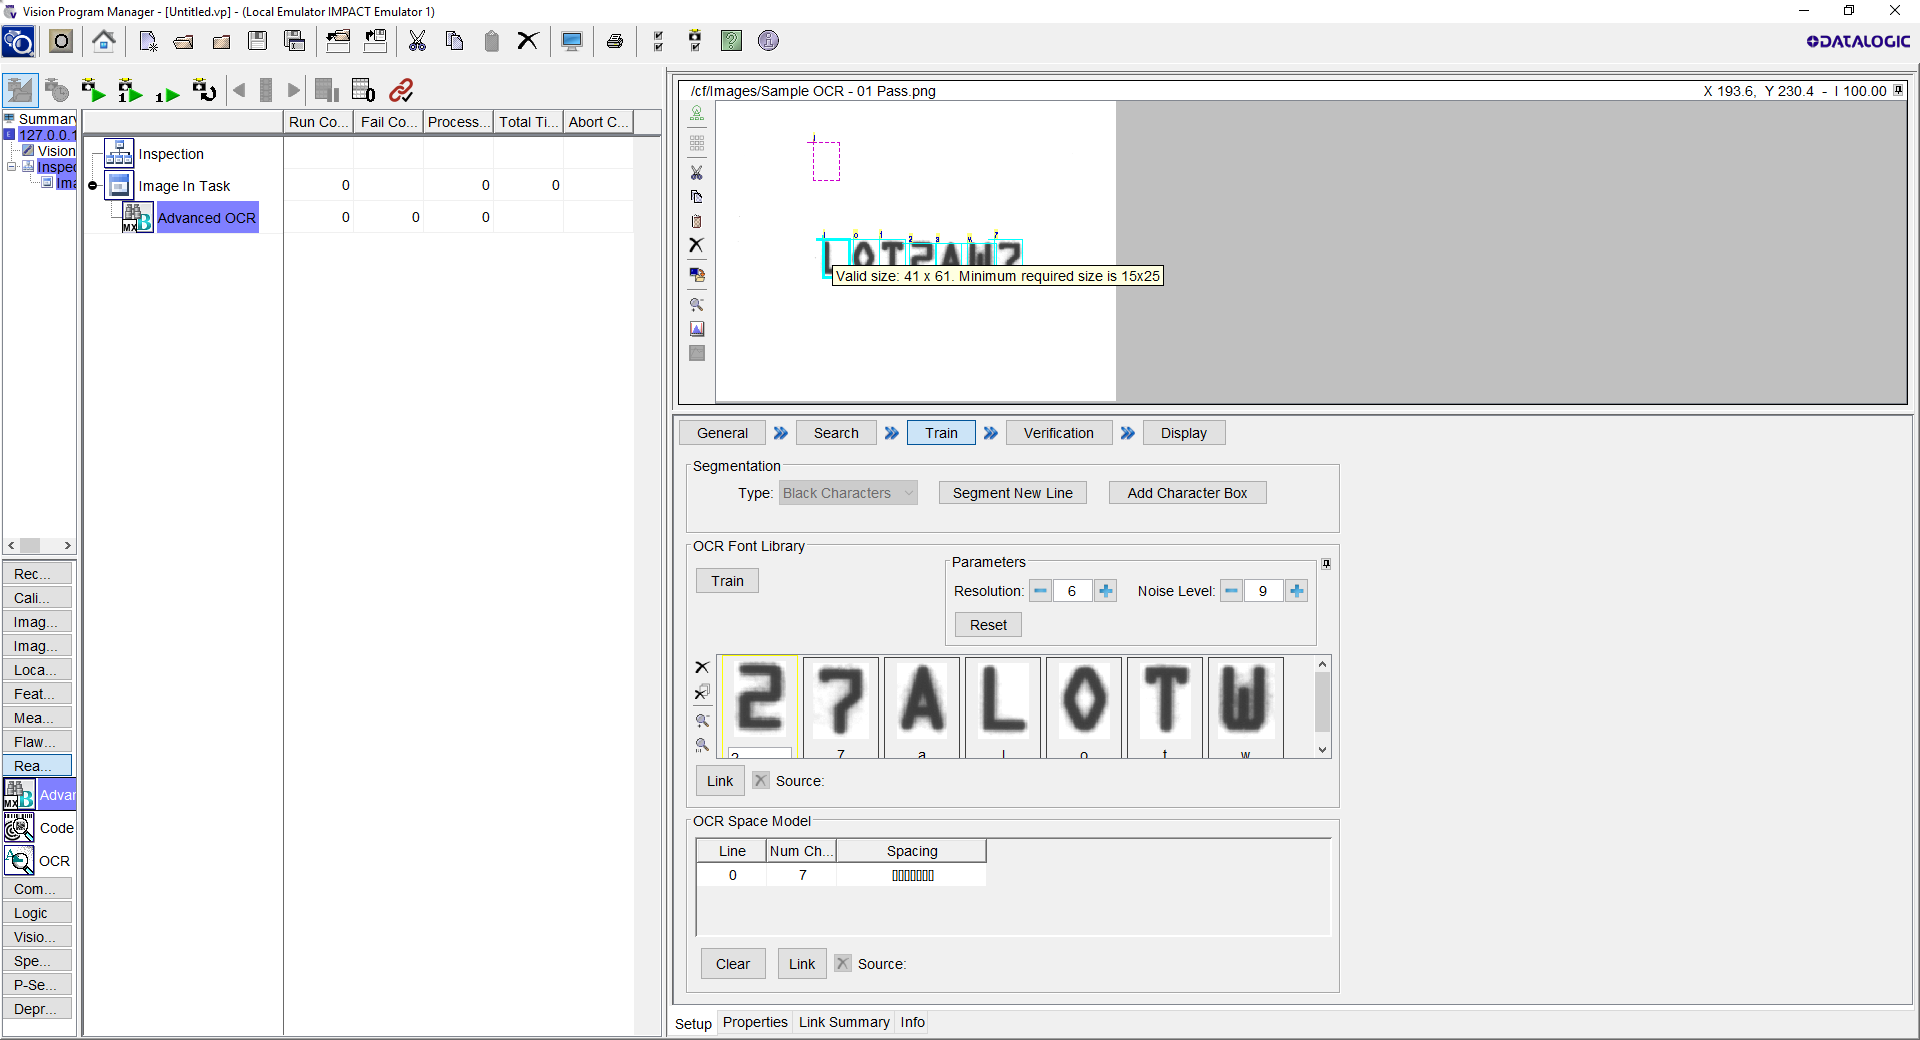 Vision Program Manager - [Untitled.vp] - (Local Emulator IMPACT Emulator 1)
DATALOGIC
Summary
127.0.0.1
Vision
Inspec
Ima
Run Co... Fail Co... Process... Total Ti... Abort C...
Inspection
Image In Task 0 0 0
Advanced OCR 0 0 0
/cf/Images/Sample OCR - 01 Pass.png
X 193.6, Y 230.4 - I 100.00
LOT2AW7
Valid size: 41 x 61. Minimum required size is 15x25
General
Search
Train
Verification
Display
Segmentation
Type: Black Characters
Segment New Line
Add Character Box
OCR Font Library
Train
Parameters
Resolution: 6
Noise Level: 9
Reset
2 7 A L O T W
2 7 a l o t w
Link
Source:
OCR Space Model
Line Num Ch... Spacing
0 7
Clear
Link
Source:
Setup Properties Link Summary Info
Rec...
Cali...
Imag...
Imag...
Loca...
Feat...
Mea...
Flaw...
Rea...
Advar
Code
OCR
Com...
Logic
Visio...
Spe...
P-Se...
Depr...